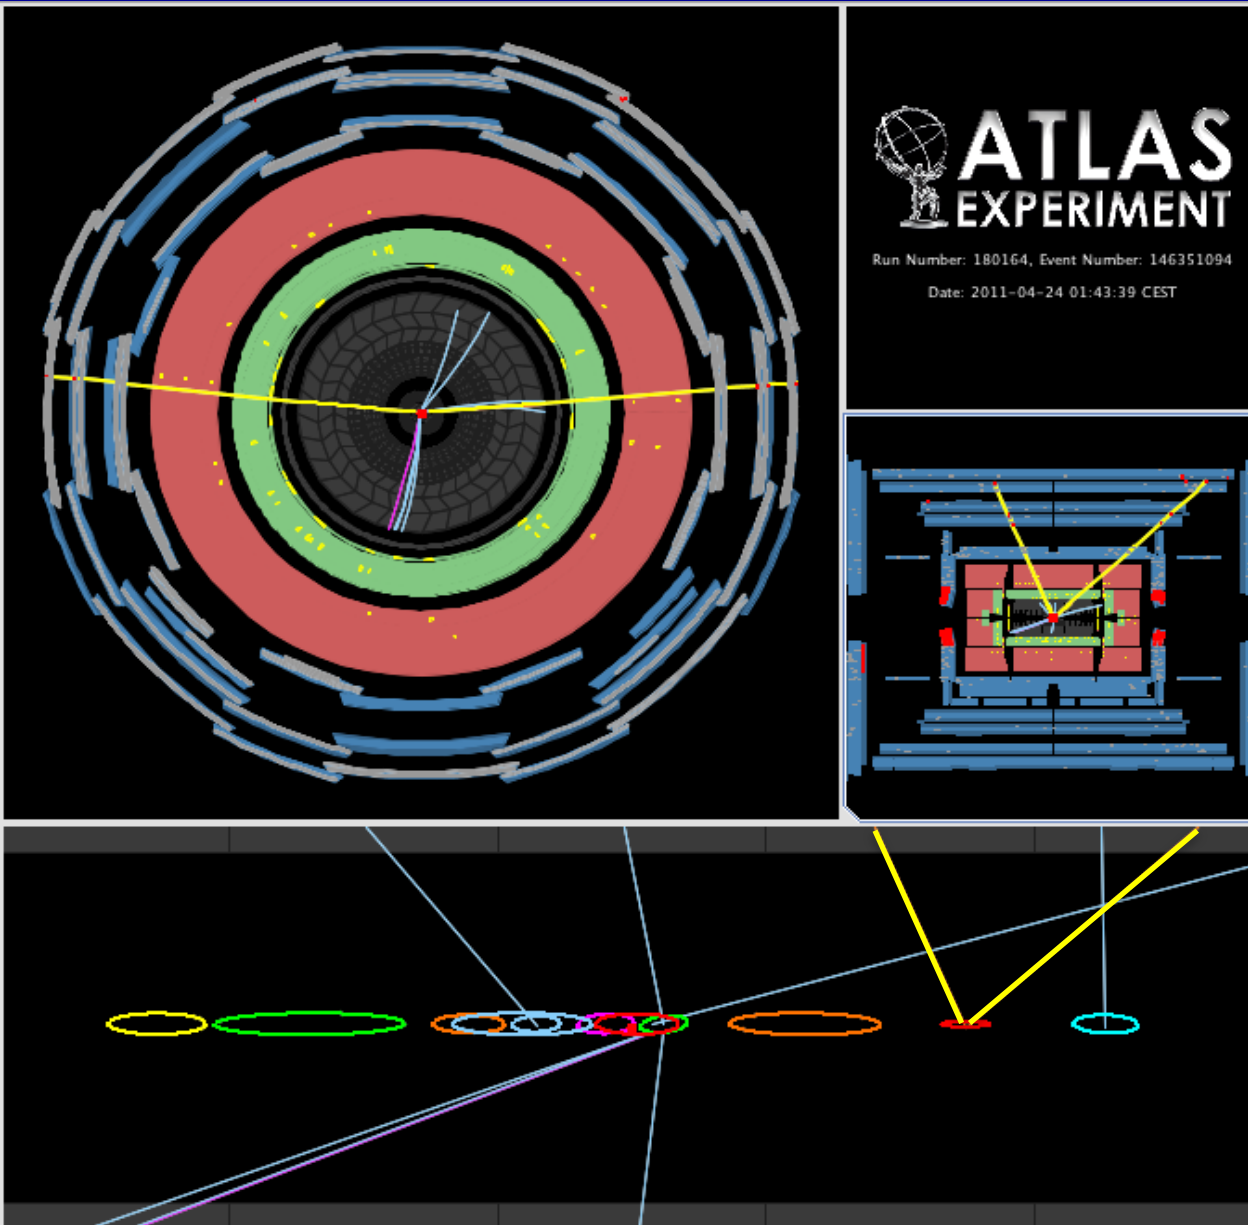 ATLAS
EXPERIMENT
Run Number: 180164, Event Number: 146351094
Date: 2011-04-24 01:43:39 CEST